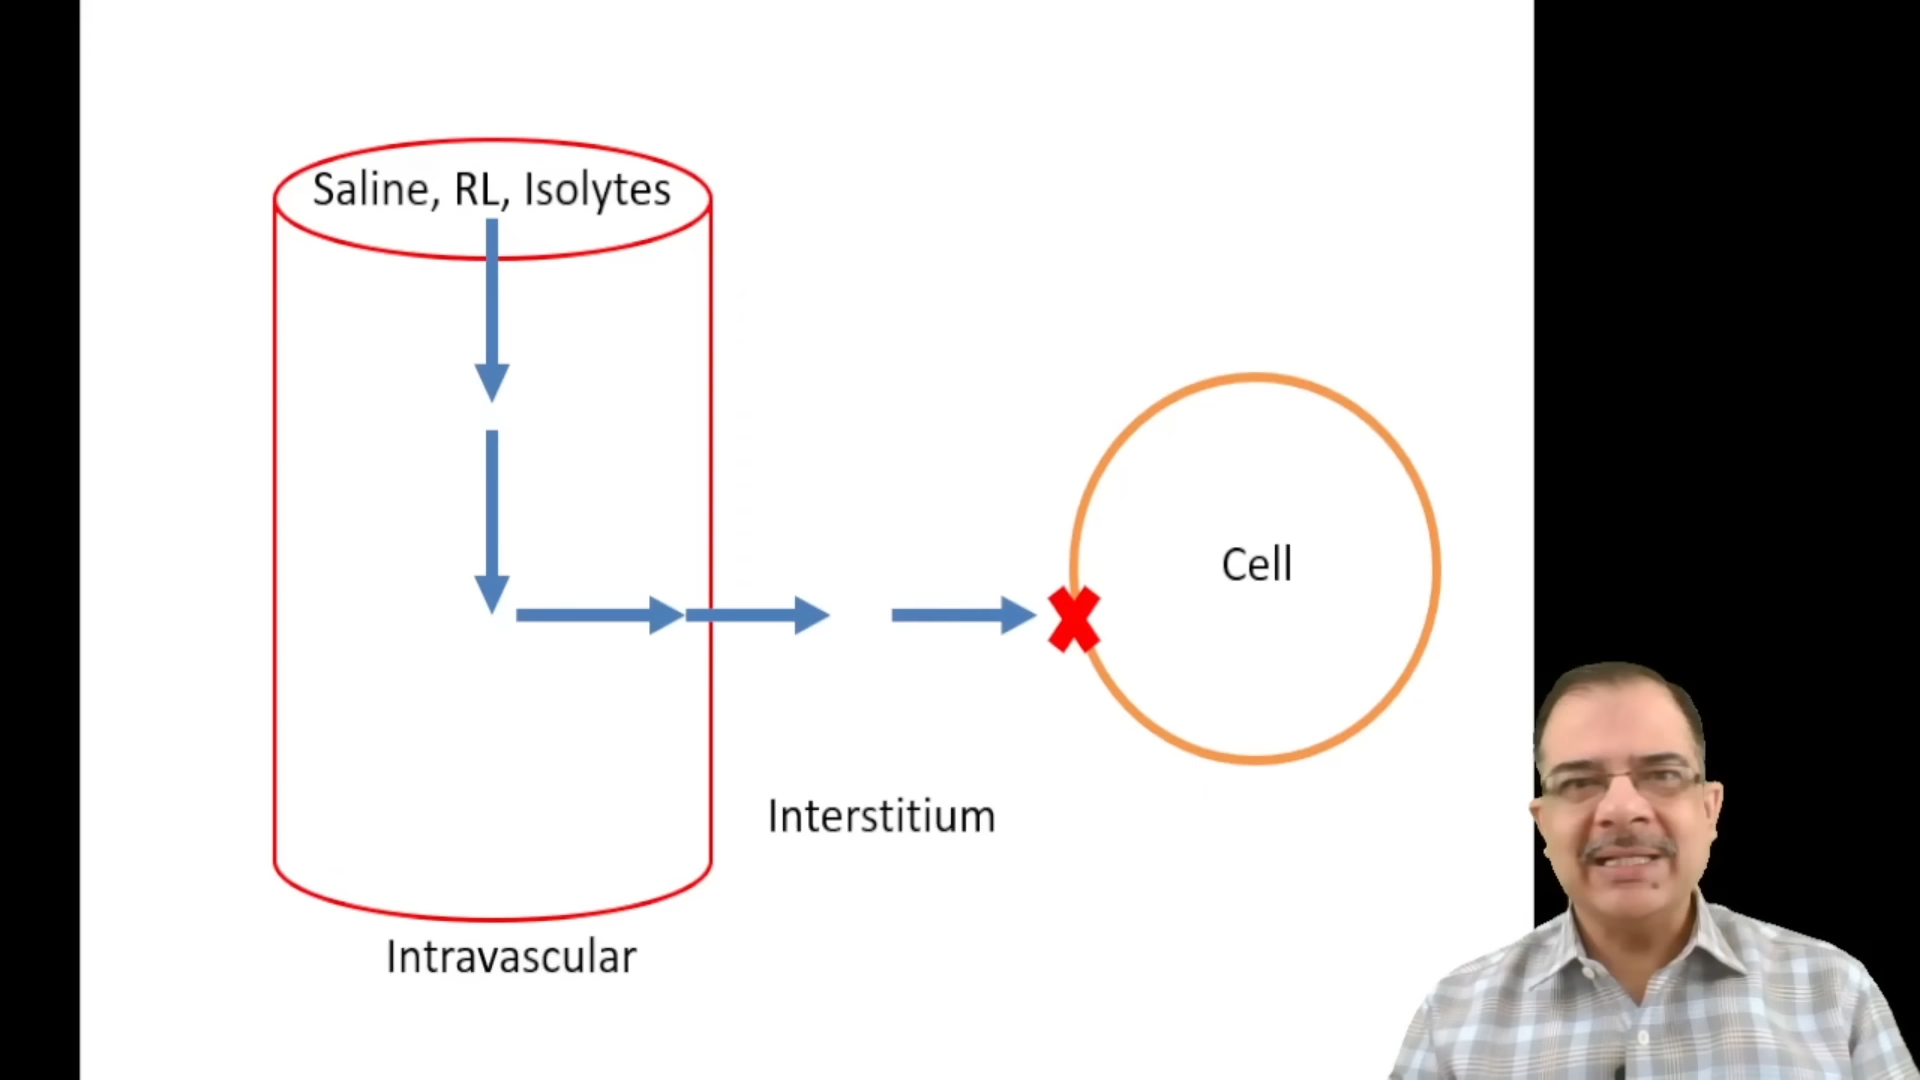 Saline, RL, Isolytes
Cell
Interstitium
Intravascular